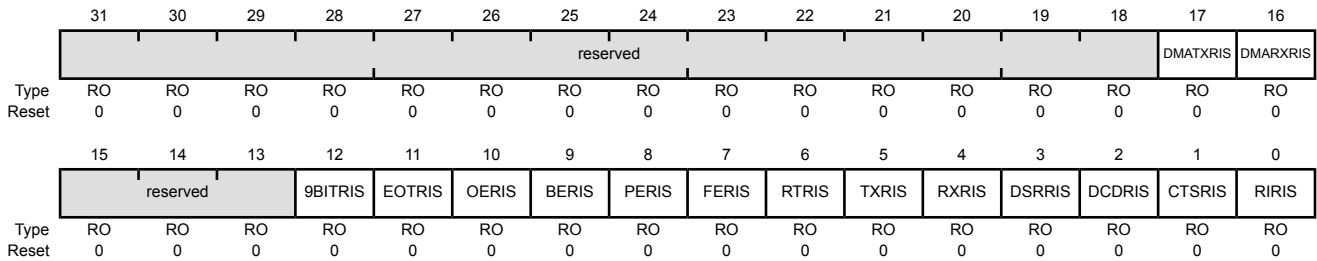 31 30 29 28 27 26 25 24 23 22 21 20 19 18 17 16
reserved DMATXRIS DMARXRIS
Type RO RO RO RO RO RO RO RO RO RO RO RO RO RO RO RO
Reset 0 0 0 0 0 0 0 0 0 0 0 0 0 0 0 0
15 14 13 12 11 10 9 8 7 6 5 4 3 2 1 0
reserved 9BITRIS EOTRIS OERIS BERIS PERIS FERIS RTRIS TXRIS RXRIS DSRRIS DCDRIS CTSRIS RIRIS
Type RO RO RO RO RO RO RO RO RO RO RO RO RO RO RO RO
Reset 0 0 0 0 0 0 0 0 0 0 0 0 0 0 0 0